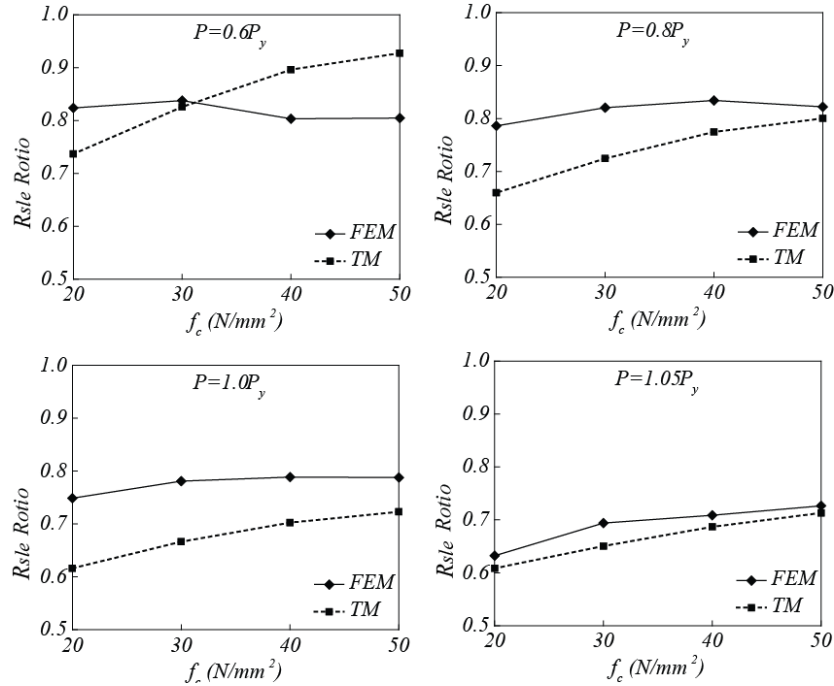 P=0.6Py
1.0
0.9
0.8
0.7
0.6
0.5
Rsle Rotio
FEM
TM
20 30 40 50
fc (N/mm²)
P=0.8Py
1.0
0.9
0.8
0.7
0.6
0.5
Rsle Rotio
FEM
TM
20 30 40 50
fc (N/mm²)
P=1.0Py
1.0
0.9
0.8
0.7
0.6
0.5
Rsle Rotio
FEM
TM
20 30 40 50
fc (N/mm²)
P=1.05Py
1.0
0.9
0.8
0.7
0.6
0.5
Rsle Rotio
FEM
TM
20 30 40 50
fc (N/mm²)